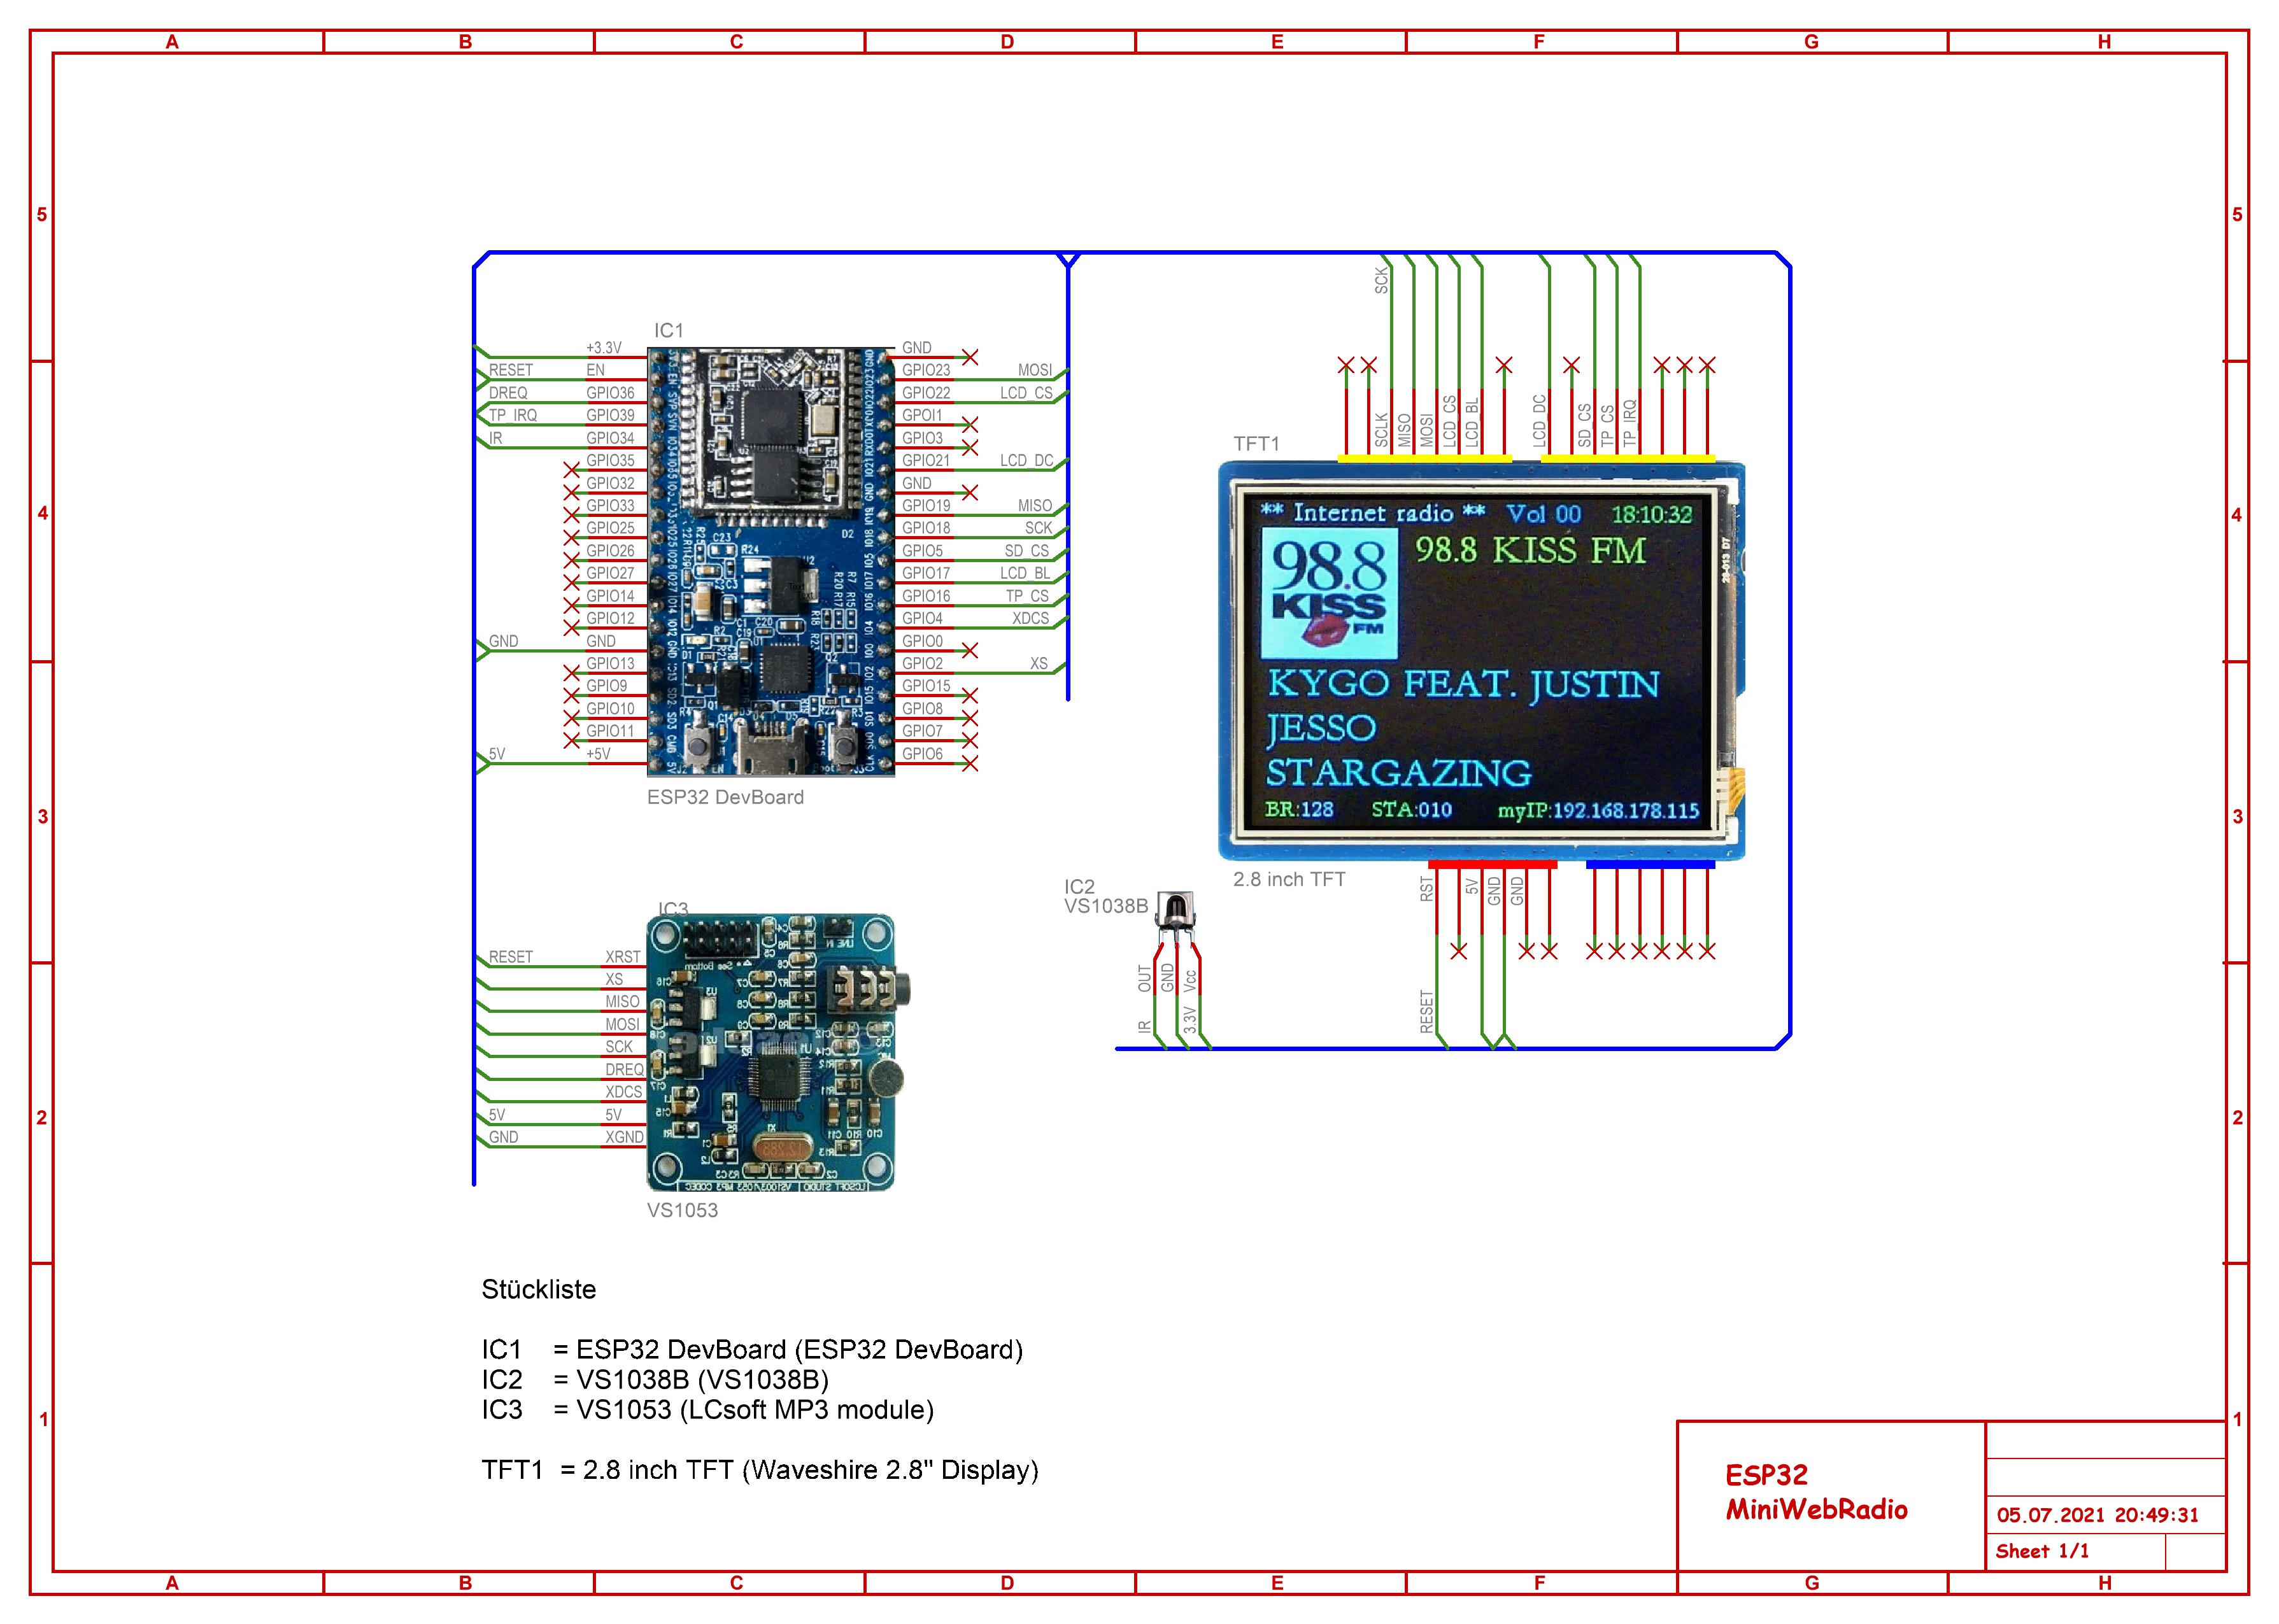 A B C D E F G H
5 5
4 4
3 3
2 2
1 1
IC1
+3.3V
RESET EN
DREQ GPIO36
TP_IRQ GPIO39
IR GPIO34
GPIO35
GPIO32
GPIO33
GPIO25
GPIO26
GPIO27
GPIO14
GPIO12
GND GND
GPIO13
GPIO9
GPIO10
GPIO11
5V +5V
GND
GPIO23 MOSI
GPIO22 LCD_CS
GPOI1
GPIO3
GPIO21 LCD_DC
GND
GPIO19 MISO
GPIO18 SCK
GPIO5 SD_CS
GPIO17 LCD_BL
GPIO16 TP_CS
GPIO4 XDCS
GPIO0
GPIO2 XS
GPIO15
GPIO8
GPIO7
GPIO6
ESP32 DevBoard
SCK
SCLK
MISO
MOSI
LCD_CS
LCD_BL
LCD_DC
SD_CS
TP_CS
TP_IRQ
TFT1
** Internet radio ** Vol 00 18:10:32
98.8 KISS FM
98.8
KISS
FM
KYGO FEAT. JUSTIN
JESSO
STARGAZING
BR:128 STA:010 myIP:192.168.178.115
2.8 inch TFT
RST
5V
GND
GND
RESET
IC2
VS1038B
OUT
GND
Vcc
IR
3.3V
IC3
RESET XRST
XS
MISO
MOSI
SCK
DREQ
XDCS
5V 5V
GND XGND
VS1053
Stückliste
IC1 = ESP32 DevBoard (ESP32 DevBoard)
IC2 = VS1038B (VS1038B)
IC3 = VS1053 (LCsoft MP3 module)
TFT1 = 2.8 inch TFT (Waveshire 2.8" Display)
ESP32
MiniWebRadio
05.07.2021 20:49:31
Sheet 1/1
A B C D E F G H